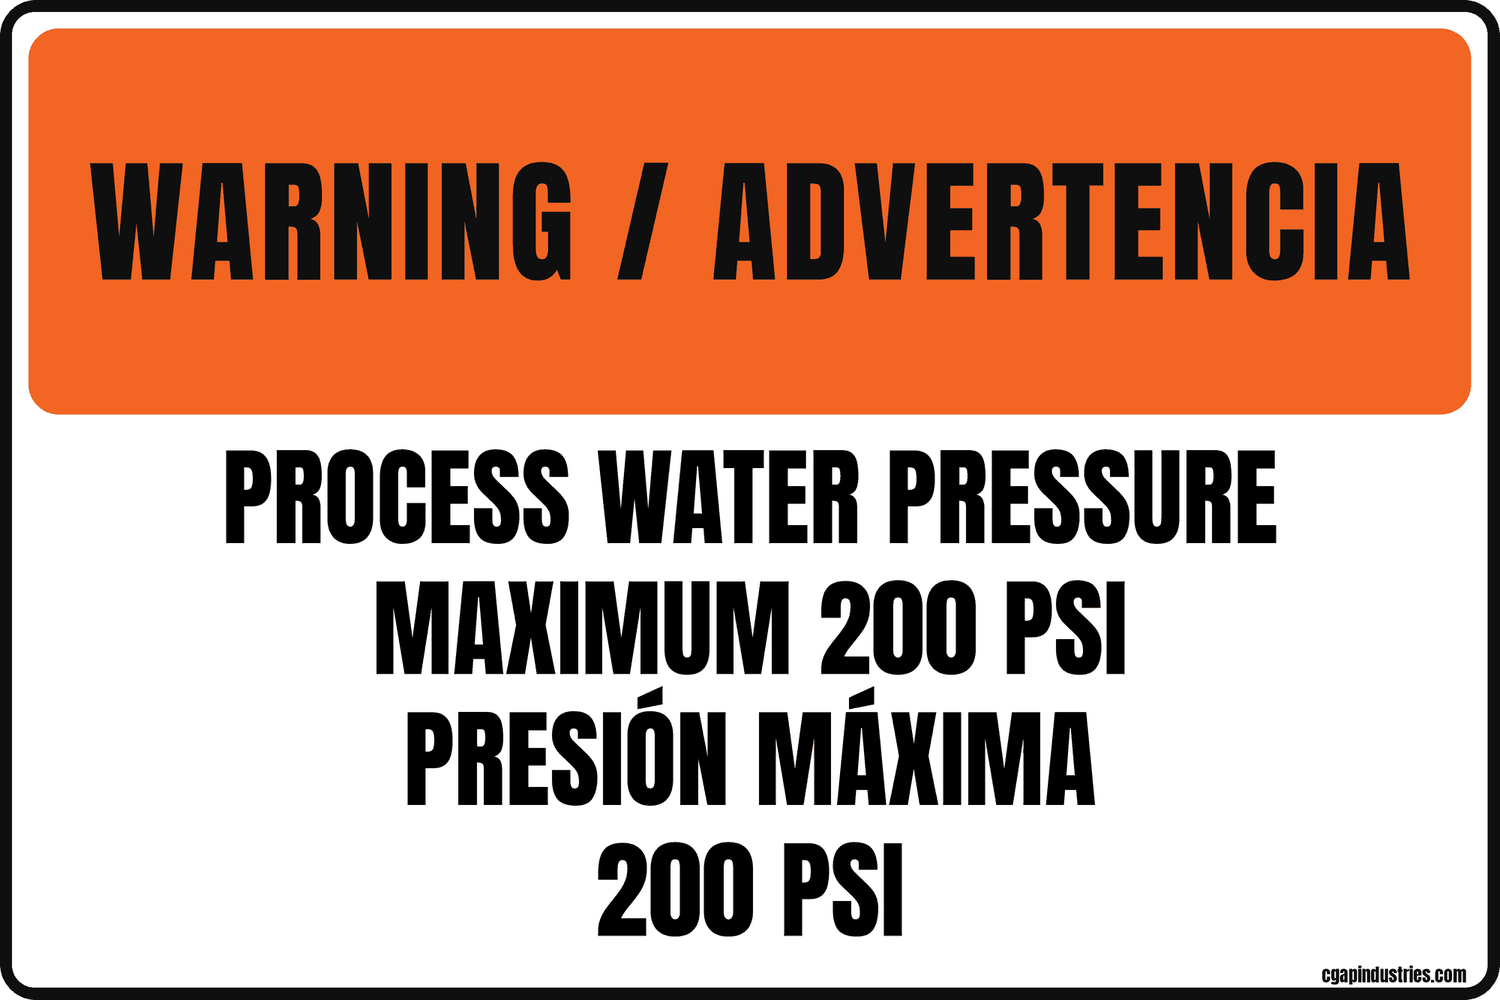 WARNING / ADVERTENCIA
PROCESS WATER PRESSURE
MAXIMUM 200 PSI
PRESIÓN MÁXIMA
200 PSI
cgapindustries.com